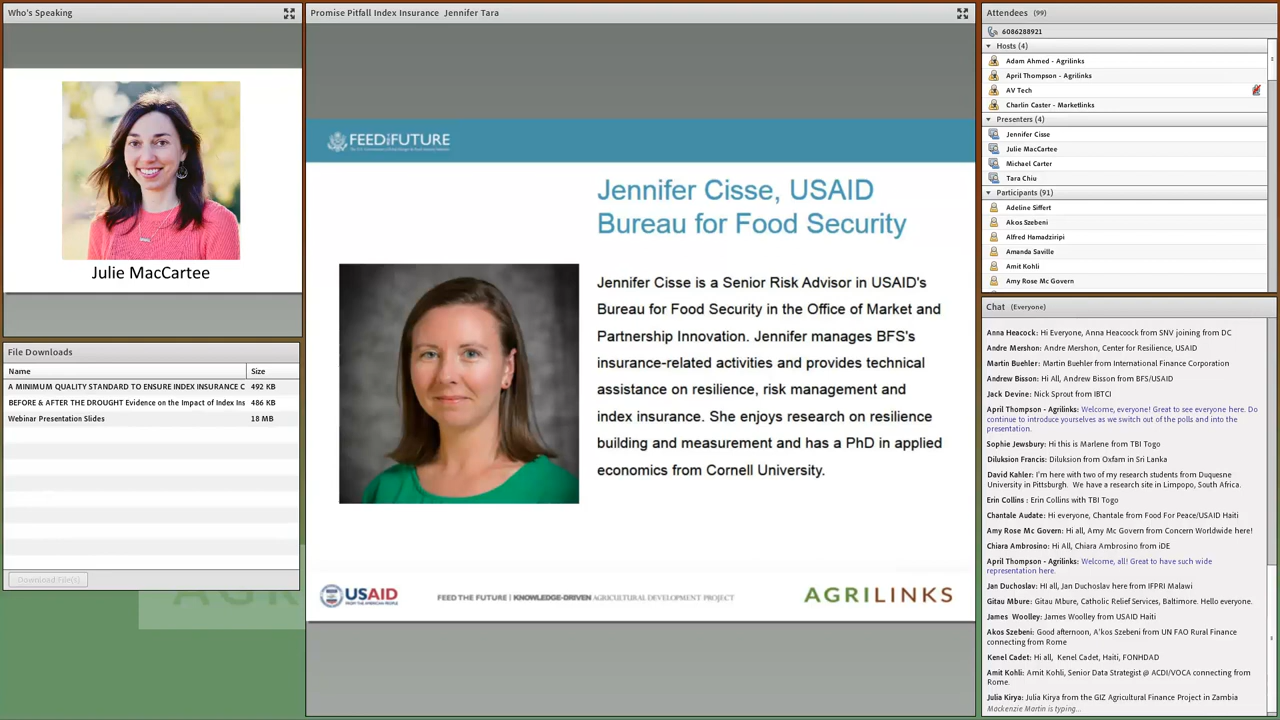 Who's Speaking
Julie MacCartee
File Downloads
Name Size
A MINIMUM QUALITY STANDARD TO ENSURE INDEX INSURANCE C 492 KB
BEFORE & AFTER THE DROUGHT Evidence on the Impact of Index Ins 486 KB
Webinar Presentation Slides 18 MB
Download File(s)
Promise Pitfall Index Insurance Jennifer Tara
FEED THE FUTURE
Jennifer Cisse, USAID
Bureau for Food Security
Jennifer Cisse is a Senior Risk Advisor in USAID's
Bureau for Food Security in the Office of Market and
Partnership Innovation. Jennifer manages BFS's
insurance-related activities and provides technical
assistance on resilience, risk management and
index insurance. She enjoys research on resilience
building and measurement and has a PhD in applied
economics from Cornell University.
USAID
FROM THE AMERICAN PEOPLE
FEED THE FUTURE | KNOWLEDGE-DRIVEN AGRICULTURAL DEVELOPMENT PROJECT
AGRILINKS
Attendees (99)
6086288921
Hosts (4)
Adam Ahmed - Agrilinks
April Thompson - Agrilinks
AV Tech
Charlin Caster - Marketlinks
Presenters (4)
Jennifer Cisse
Julie MacCartee
Michael Carter
Tara Chiu
Participants (91)
Adeline Siffert
Akos Szebeni
Alfred Hamadziripi
Amanda Saville
Amit Kohli
Amy Rose Mc Govern
Chat (Everyone)
Anna Heacock: Hi Everyone, Anna Heacoock from SNV joining from DC
Andre Mershon: Andre Mershon, Center for Resilience, USAID
Martin Buehler: Martin Buehler from International Finance Corporation
Andrew Bisson: Hi All, Andrew Bisson from BFS/USAID
Jack Devine: Nick Sprout from IBTCI
April Thompson - Agrilinks: Welcome, everyone! Great to see everyone here. Do
continue to introduce yourselves as we switch out of the polls and into the
presentation.
Sophie Jewsbury: Hi this is Marlene from TBI Togo
Diluksion Francis: Diluksion from Oxfam in Sri Lanka
David Kahler: I'm here with two of my research students from Duquesne
University in Pittsburgh. We have a research site in Limpopo, South Africa.
Erin Collins : Erin Collins with TBI Togo
Chantale Audate: Hi everyone, Chantale from Food For Peace/USAID Haiti
Amy Rose Mc Govern: Hi all, Amy Mc Govern from Concern Worldwide here!
Chiara Ambrosino: Hi All, Chiara Ambrosino from iDE
April Thompson - Agrilinks: Welcome, all! Great to have such wide
representation here.
Jan Duchoslav: HI all, Jan Duchoslav here from IFPRI Malawi
Gitau Mbure: Gitau Mbure, Catholic Relief Services, Baltimore. Hello everyone.
James Woolley: James Woolley from USAID Haiti
Akos Szebeni: Good afternoon, A'kos Szebeni from UN FAO Rural Finance
connecting from Rome
Kenel Cadet: Hi all, Kenel Cadet, Haiti, FONHDAD
Amit Kohli: Amit Kohli, Senior Data Strategist @ ACDI/VOCA connecting from
Rome.
Julia Kirya: Julia Kirya from the GIZ Agricultural Finance Project in Zambia
Mackenzie Martin is typing...